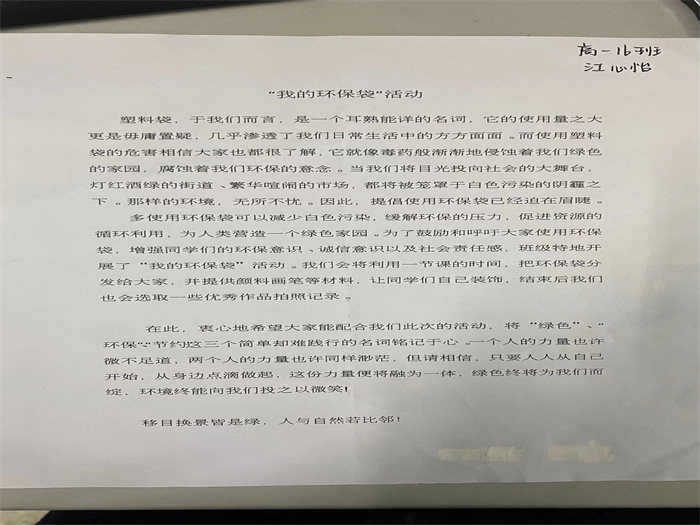 高一16班
江心怡
“我的环保袋”活动
塑料袋，于我们而言，是一个耳熟能详的名词，它的使用量之大
更是毋庸置疑，几乎渗透了我们日常生活中的方方面面。而使用塑料
袋的危害相信大家也都很了解，它就像毒药般渐渐地侵蚀着我们绿色
的家园，腐蚀着我们环保的意念。当我们将目光投向社会的大舞台，
灯红酒绿的街道、繁华喧闹的市场，都将被笼罩于白色污染的阴霾之
下。那样的环境，无所不忧。因此，提倡使用环保袋已经迫在眉睫。
多使用环保袋可以减少白色污染，缓解环保的压力，促进资源的
循环利用，为人类营造一个绿色家园。为了鼓励和呼吁大家使用环保
袋，增强同学们的环保意识、诚信意识以及社会责任感，班级特地开
展了“我的环保袋”活动。我们会将利用一节课的时间，把环保袋分
发给大家，并提供颜料画笔等材料，让同学们自己装饰，结束后我们
也会选取一些优秀作品拍照记录。
在此，衷心地希望大家能配合我们此次的活动，将“绿色”、“
环保”、节约这三个简单却难践行的名词铭记于心。一个人的力量也许
微不足道，两个人的力量也许同样渺茫，但请相信，只要人人从自己
开始，从身边点滴做起，这份力量便将融为一体，绿色终将为我们而
绽，环境终能向我们投之以微笑！
移目换景皆是绿，人与自然若比邻！